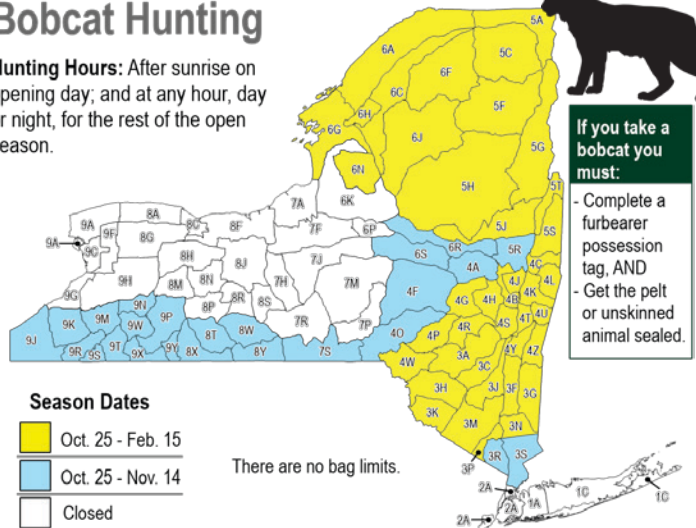 Bobcat Hunting
Hunting Hours: After sunrise on
opening day; and at any hour, day
or night, for the rest of the open
season.
If you take a
bobcat you
must:
- Complete a
furbearer
possession
tag, AND
- Get the pelt
or unskinned
animal sealed.
5A
6A
5C
6F
6C
5F
6H
6G
6J
5G
6N
5H
5T
7A
6K
9A
8A
8C
8F
7F
6P
5J
5S
9F
8G
9A
9C
6S
6R
5R
8H
8J
7J
4A
4C
9H
8M
8N
7H
7M
4F
4J
4L
9G
8P
8R
8S
4G
4H
4B
4K
9N
9M
9P
7R
7P
4O
4P
4R
4S
4T
4U
9J
9K
9W
8T
8W
9R
9S
9T
9X
9Y
8X
8Y
7S
4W
3A
3C
4Y
4Z
3H
3J
3F
3G
3K
3M
3N
3P
3R
3S
2A
2A
2A
1A
1C
1C
Season Dates
Oct. 25 - Feb. 15
Oct. 25 - Nov. 14
Closed
There are no bag limits.